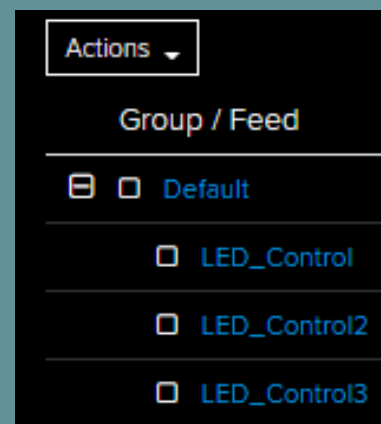 Actions
Group / Feed
Default
LED_Control
LED_Control2
LED_Control3